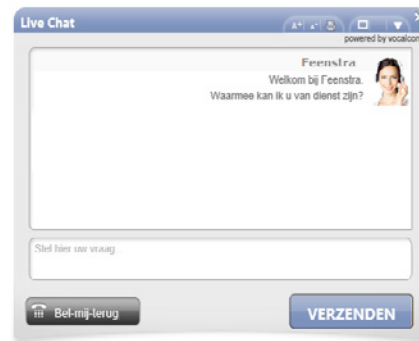 Live Chat
A+ A-
powered by vocalcom
Feenstra
Welkom bij Feenstra.
Waarmee kan ik u van dienst zijn?
Stel hier uw vraag
Bel-mij-terug
VERZENDEN